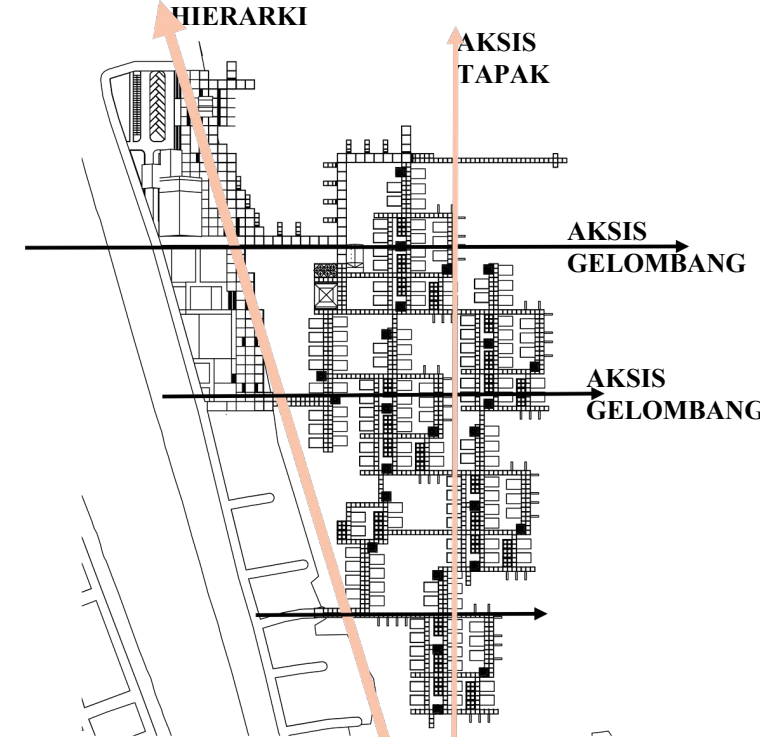 HIERARKI
AKSIS
TAPAK
AKSIS
GELOMBANG
AKSIS
GELOMBANG